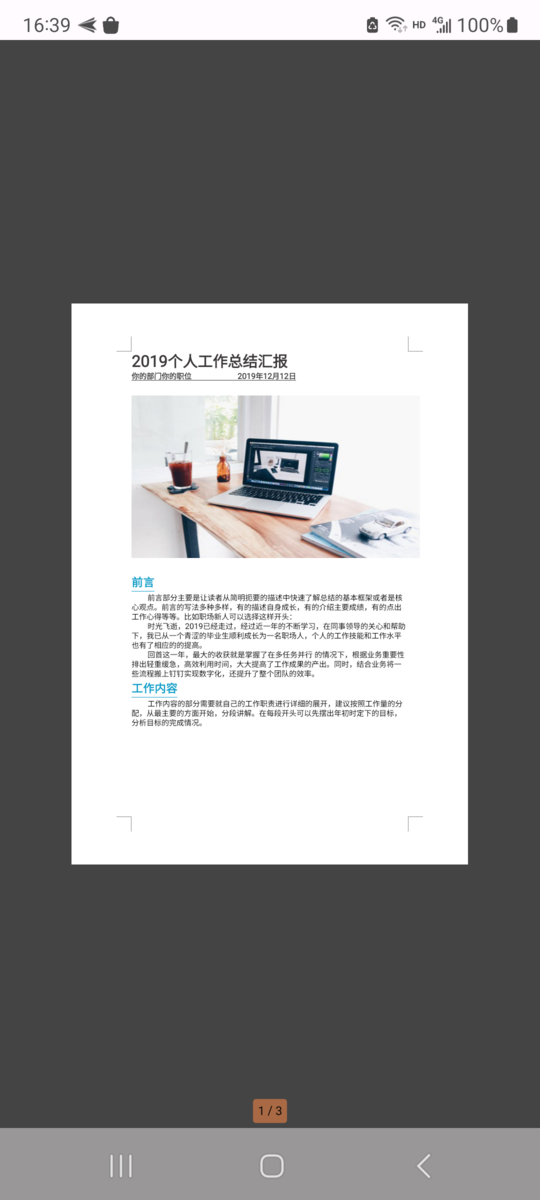 16:39
HD 4G 100%
2019个人工作总结汇报
你的部门你的职位 2019年12月12日
前言
前言部分主要是让读者从简明扼要的描述中快速了解总结的基本框架或者是核
心观点。前言的写法多种多样，有的描述自身成长，有的介绍主要成绩，有的点出
工作心得等等。比如职场新人可以选择这样开头：
时光飞逝，2019已经走过，经过近一年的不断学习，在同事领导的关心和帮助
下，我已从一个青涩的毕业生顺利成长为一名职场人，个人的工作技能和工作水平
也有了相应的的提高。
回首这一年，最大的收获就是掌握了在多任务并行 的情况下，根据业务重要性
排出轻重缓急，高效利用时间，大大提高了工作成果的产出。同时，结合业务将一
些流程搬上钉钉实现数字化，还提升了整个团队的效率。
工作内容
工作内容的部分需要就自己的工作职责进行详细的展开，建议按照工作量的分
配，从最主要的方面开始，分段讲解。在每段开头可以先摆出年初时定下的目标，
分析目标的完成情况。
1 / 3